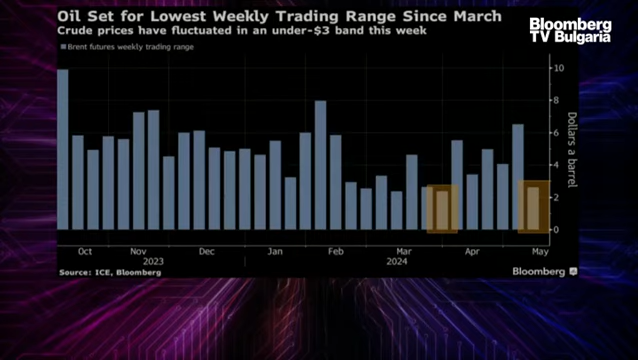 Oil Set for Lowest Weekly Trading Range Since March
Crude prices have fluctuated in an under-$3 band this week
Bloomberg
TV Bulgaria
Brent futures weekly trading range
10
8
6
4
2
0
Dollars a barrel
Oct Nov Dec Jan Feb Mar Apr May
2023 2024
Source: ICE, Bloomberg
Bloomberg